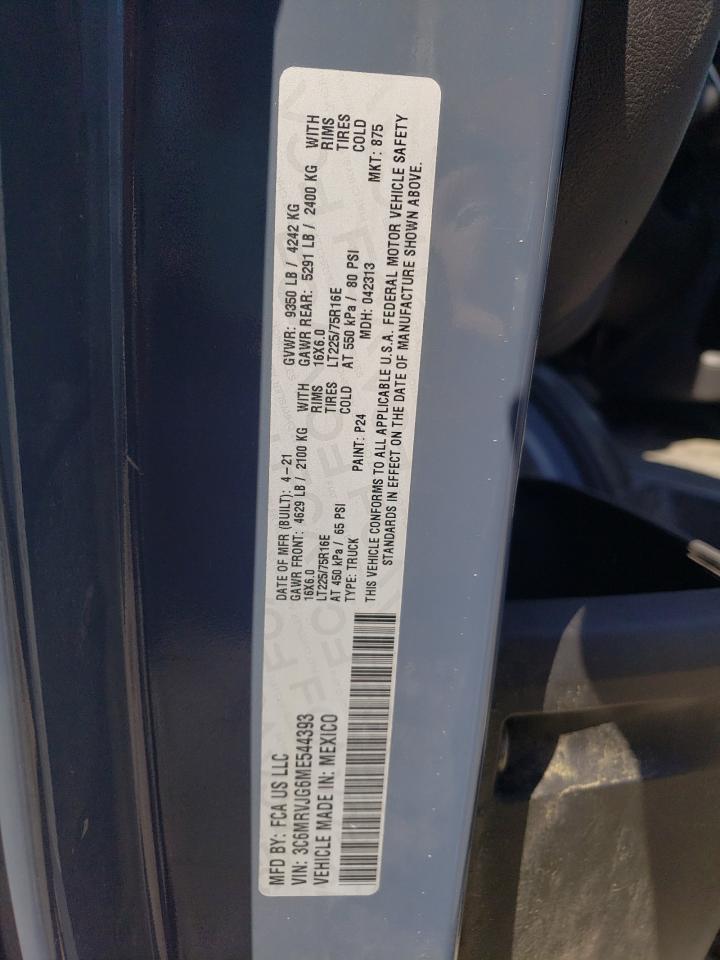 MFD BY: FCA US LLC
VIN: 3C6MRVJG6ME544393
VEHICLE MADE IN: MEXICO
DATE OF MFR (BUILT): 4-21
GVWR: 9350 LB / 4242 KG
GAWR FRONT: 4629 LB / 2100 KG WITH
GAWR REAR: 5291 LB / 2400 KG WITH
16X6.0 RIMS
16X6.0 RIMS
LT225/75R16E TIRES
LT225/75R16E TIRES
AT 450 kPa / 65 PSI COLD
AT 550 kPa / 80 PSI COLD
TYPE: TRUCK PAINT: P24 MDH: 042313 MKT: 875
THIS VEHICLE CONFORMS TO ALL APPLICABLE U.S.A. FEDERAL MOTOR VEHICLE SAFETY
STANDARDS IN EFFECT ON THE DATE OF MANUFACTURE SHOWN ABOVE.